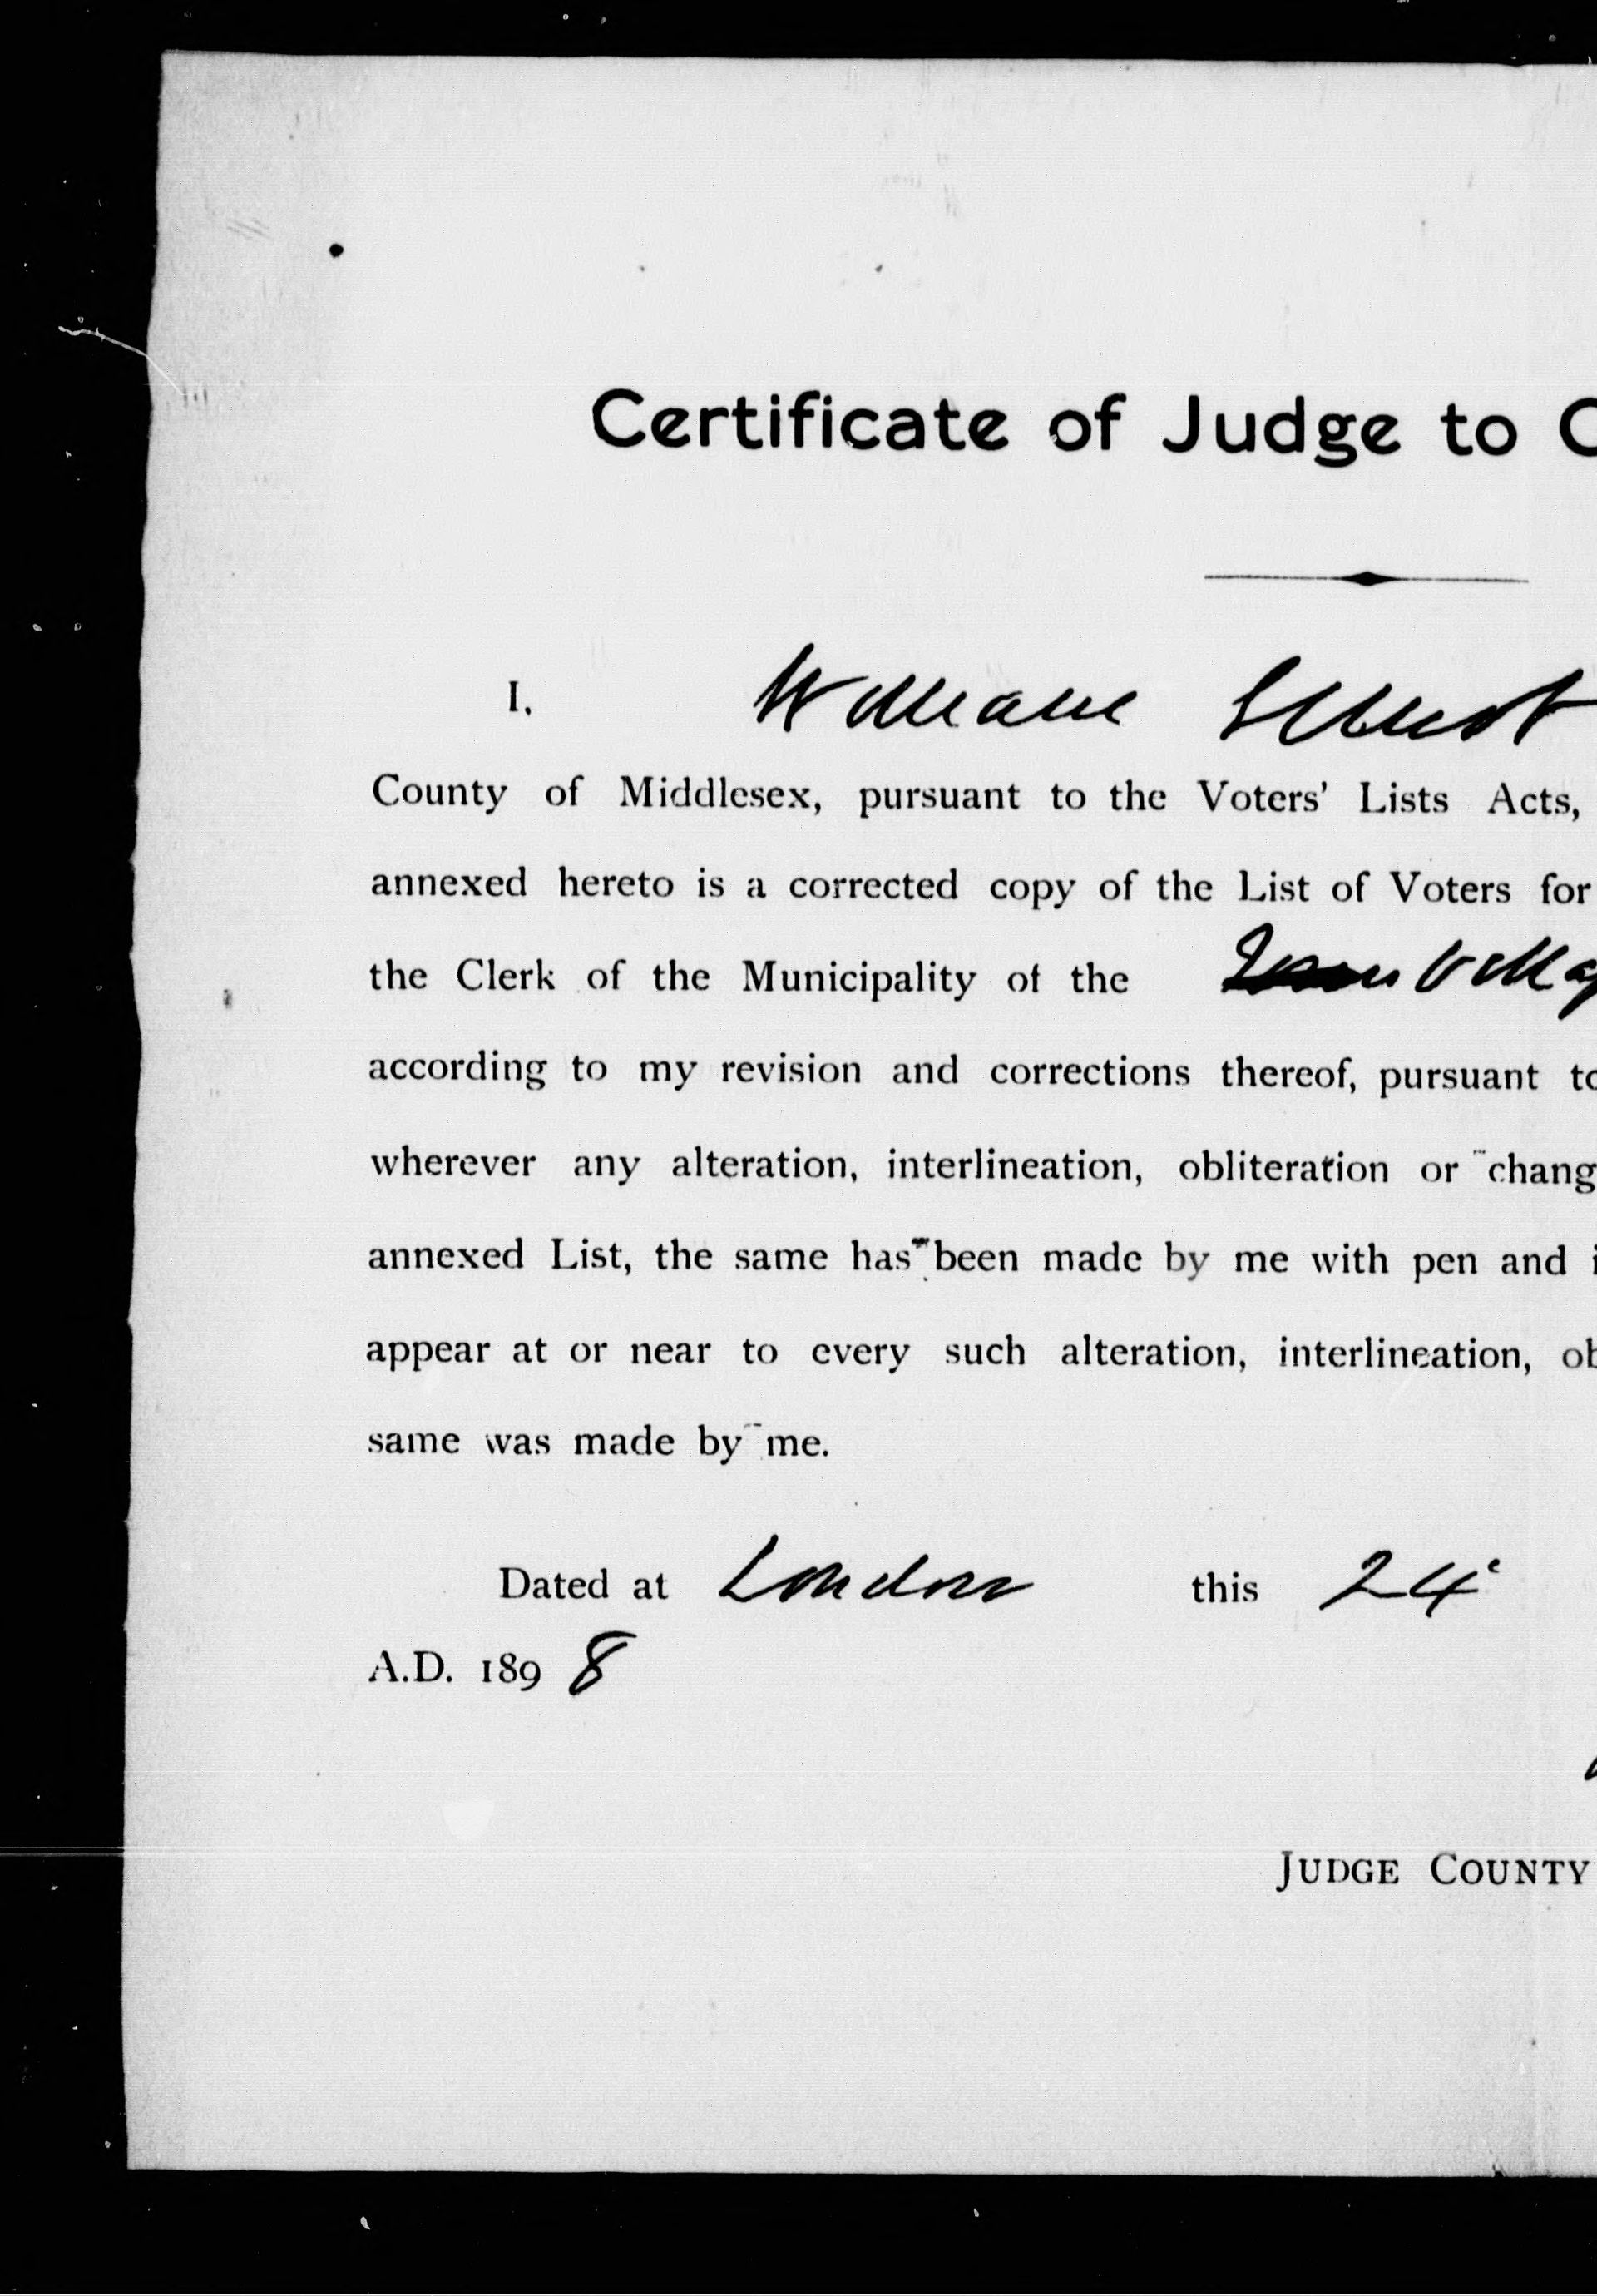 Certificate of Judge to C
I, William Elliot
County of Middlesex, pursuant to the Voters' Lists Acts,
annexed hereto is a corrected copy of the List of Voters for
the Clerk of the Municipality of the Villag
according to my revision and corrections thereof, pursuant to
wherever any alteration, interlineation, obliteration or chang
annexed List, the same has been made by me with pen and i
appear at or near to every such alteration, interlineation, ob
same was made by me.
Dated at London this 24
A.D. 1898
JUDGE COUNTY